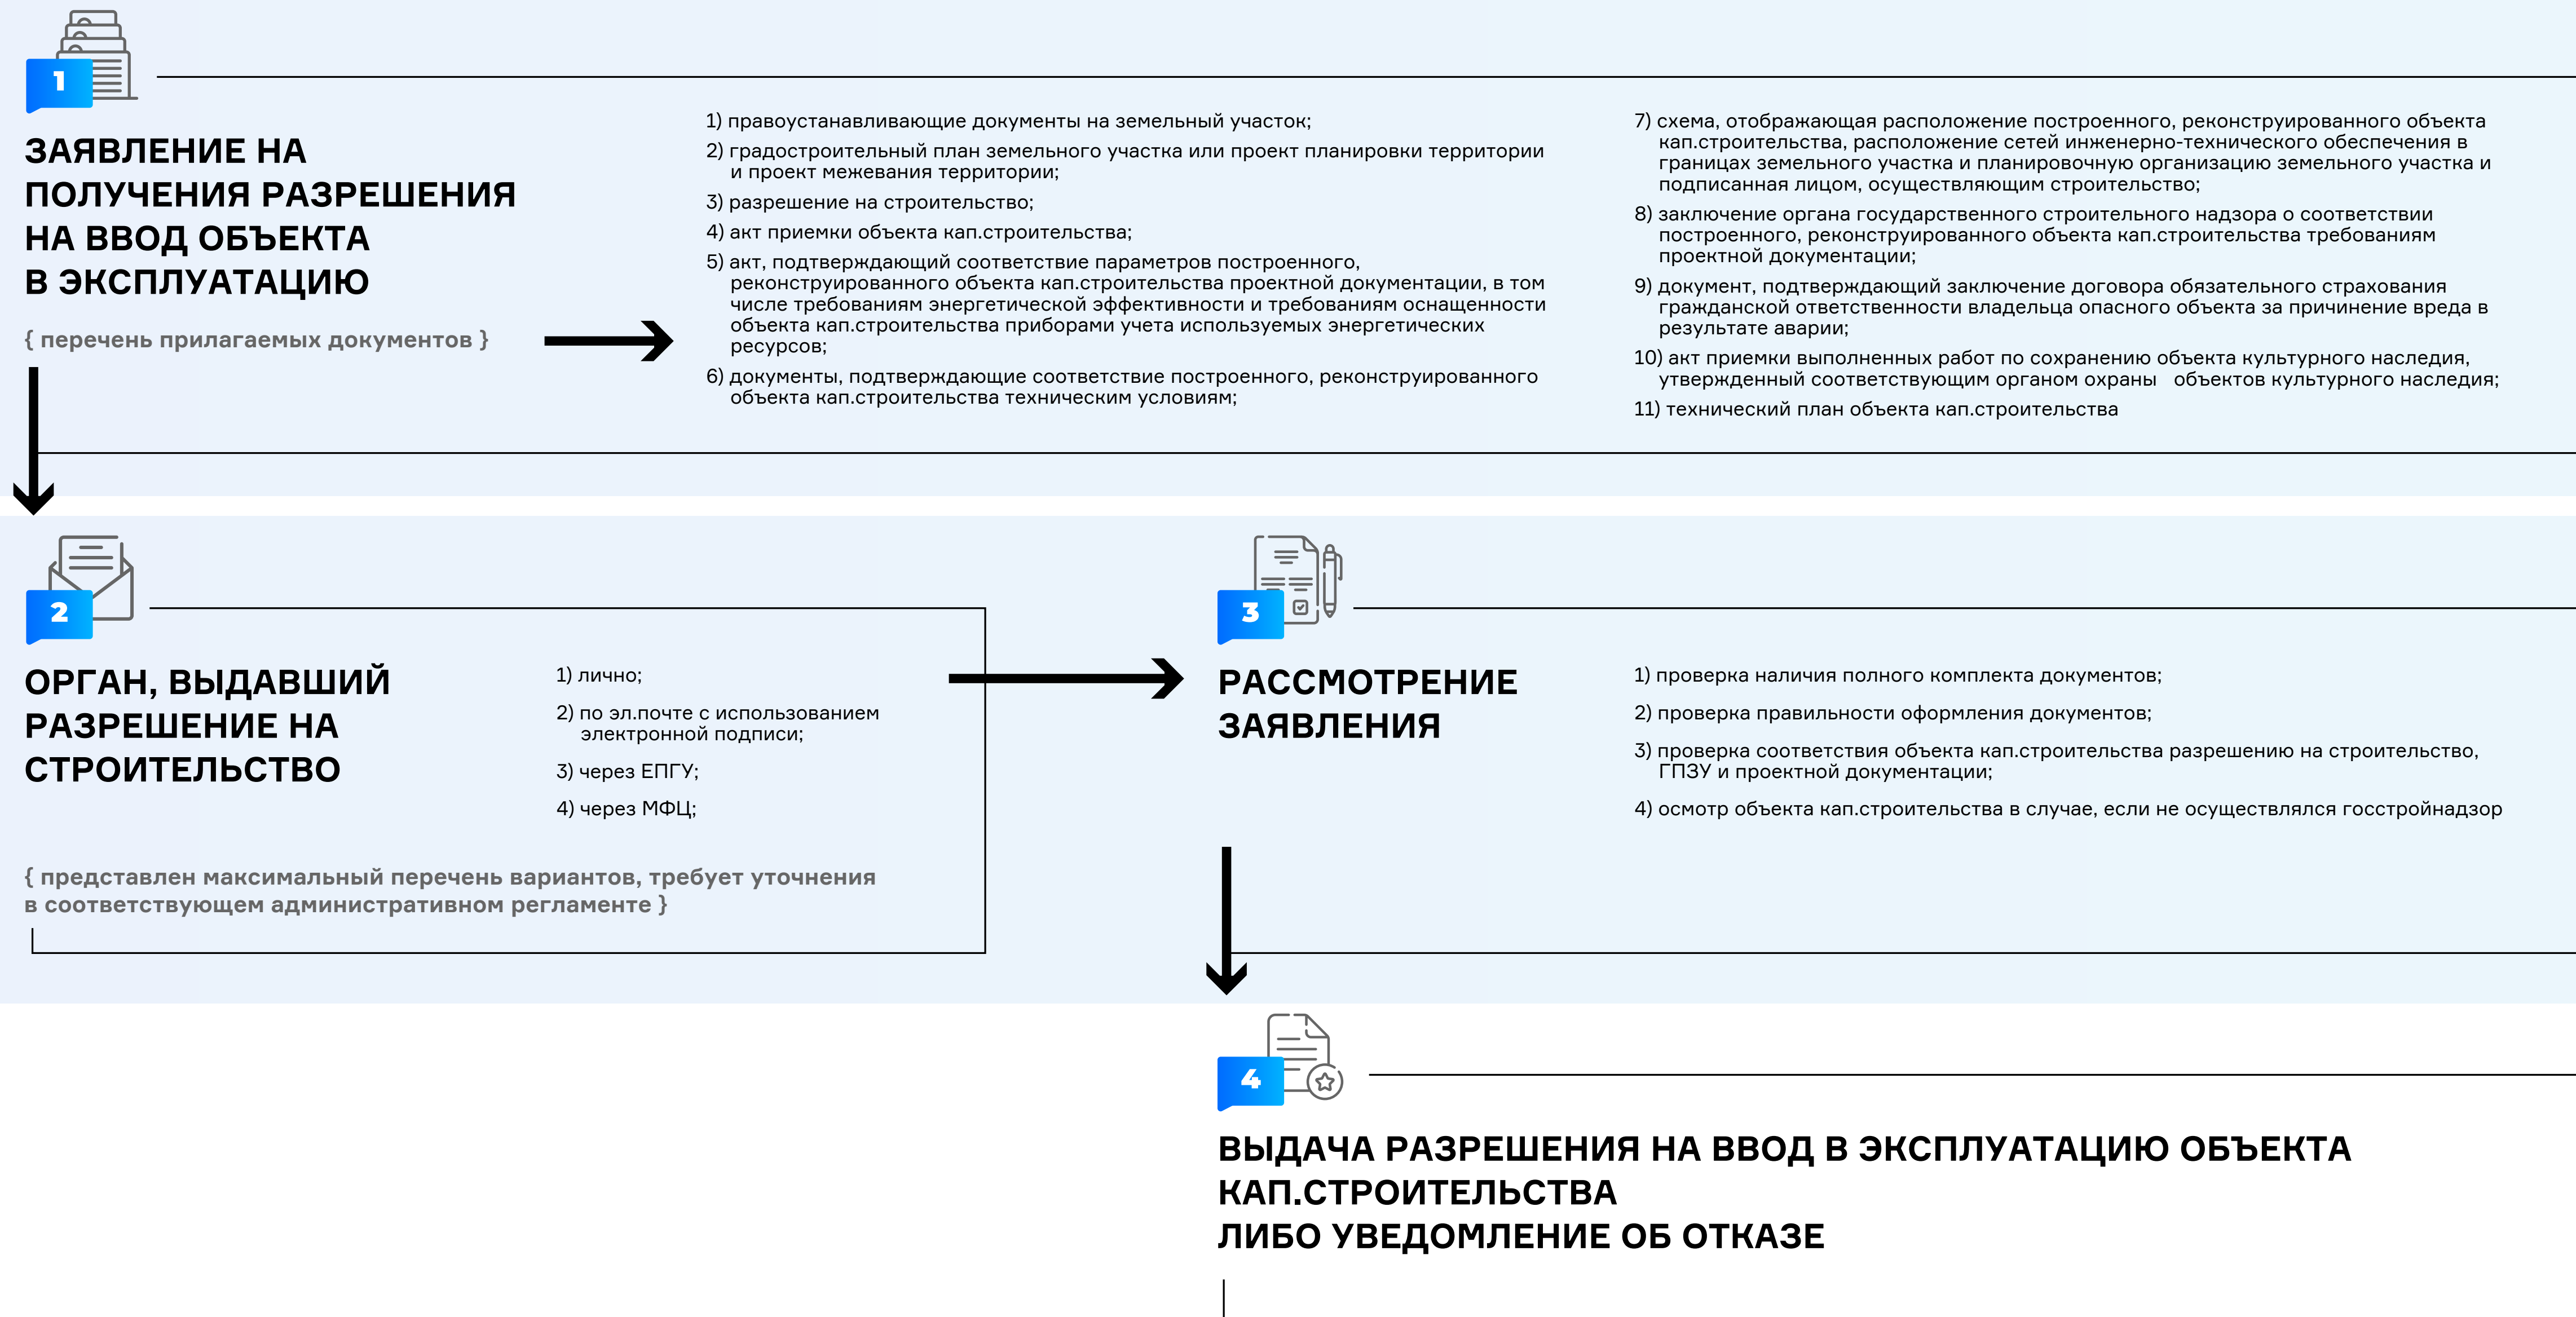 1
ЗАЯВЛЕНИЕ НА
ПОЛУЧЕНИЯ РАЗРЕШЕНИЯ
НА ВВОД ОБЪЕКТА
В ЭКСПЛУАТАЦИЮ
{ перечень прилагаемых документов }
1) правоустанавливающие документы на земельный участок;
2) градостроительный план земельного участка или проект планировки территории
и проект межевания территории;
3) разрешение на строительство;
4) акт приемки объекта кап.строительства;
5) акт, подтверждающий соответствие параметров построенного,
реконструированного объекта кап.строительства проектной документации, в том
числе требованиям энергетической эффективности и требованиям оснащенности
объекта кап.строительства приборами учета используемых энергетических
ресурсов;
6) документы, подтверждающие соответствие построенного, реконструированного
объекта кап.строительства техническим условиям;
7) схема, отображающая расположение построенного, реконструированного объекта
кап.строительства, расположение сетей инженерно-технического обеспечения в
границах земельного участка и планировочную организацию земельного участка и
подписанная лицом, осуществляющим строительство;
8) заключение органа государственного строительного надзора о соответствии
построенного, реконструированного объекта кап.строительства требованиям
проектной документации;
9) документ, подтверждающий заключение договора обязательного страхования
гражданской ответственности владельца опасного объекта за причинение вреда в
результате аварии;
10) акт приемки выполненных работ по сохранению объекта культурного наследия,
утвержденный соответствующим органом охраны объектов культурного наследия;
11) технический план объекта кап.строительства
2
ОРГАН, ВЫДАВШИЙ
РАЗРЕШЕНИЕ НА
СТРОИТЕЛЬСТВО
1) лично;
2) по эл.почте с использованием
электронной подписи;
3) через ЕПГУ;
4) через МФЦ;
{ представлен максимальный перечень вариантов, требует уточнения
в соответствующем административном регламенте }
3
РАССМОТРЕНИЕ
ЗАЯВЛЕНИЯ
1) проверка наличия полного комплекта документов;
2) проверка правильности оформления документов;
3) проверка соответствия объекта кап.строительства разрешению на строительство,
ГПЗУ и проектной документации;
4) осмотр объекта кап.строительства в случае, если не осуществлялся госстройнадзор
4
ВЫДАЧА РАЗРЕШЕНИЯ НА ВВОД В ЭКСПЛУАТАЦИЮ ОБЪЕКТА
КАП.СТРОИТЕЛЬСТВА
ЛИБО УВЕДОМЛЕНИЕ ОБ ОТКАЗЕ